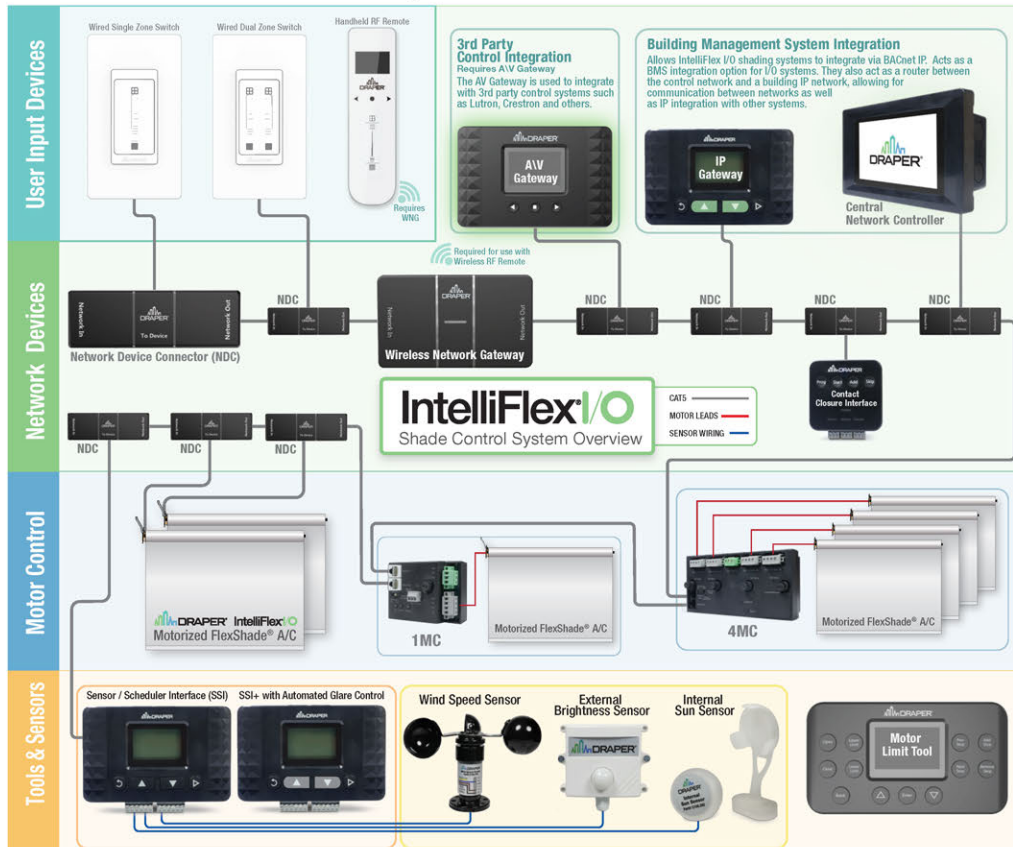 User Input Devices
Wired Single Zone Switch
Wired Dual Zone Switch
Handheld RF Remote
DRAPER
Requires
WNG
3rd Party
Control Integration
Requires A\V Gateway
The AV Gateway is used to integrate
with 3rd party control systems such
as Lutron, Crestron and others.
DRAPER
A\V
Gateway
Building Management System Integration
Allows IntelliFlex I/O shading systems to integrate via BACnet IP. Acts as a
BMS integration option for I/O systems. They also act as a router between
the control network and a building IP network, allowing for
communication between networks as well
as IP integration with other systems.
DRAPER
IP
Gateway
DRAPER
Central
Network Controller
Network Devices
Network In
DRAPER
To Device
Network Out
Network Device Connector (NDC)
NDC
Required for use with
Wireless RF Remote
Network In
DRAPER
Network Out
Wireless Network Gateway
NDC
NDC
NDC
NDC
DRAPER
Contact
Closure Interface
IntelliFlex® I/O
Shade Control System Overview
CAT5
MOTOR LEADS
SENSOR WIRING
NDC
NDC
NDC
Motor Control
DRAPER IntelliFlex I/O
Motorized FlexShade® A/C
1MC
Motorized FlexShade® A/C
4MC
Motorized FlexShade® A/C
Tools & Sensors
Sensor / Scheduler Interface (SSI)
DRAPER
SSI+ with Automated Glare Control
DRAPER
Wind Speed Sensor
External
Brightness Sensor
DRAPER
Internal
Sun Sensor
DRAPER
Internal
Sun Sensor
DRAPER
Motor
Limit Tool